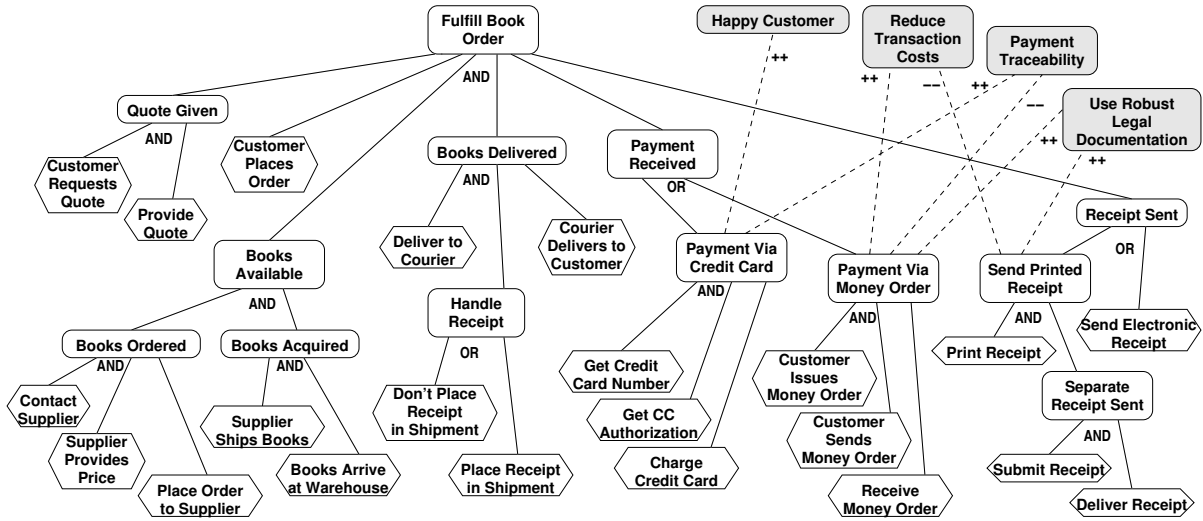 Fulfill Book
Order
Happy Customer
Reduce
Transaction
Costs
Payment
Traceability
Use Robust
Legal
Documentation
AND
++
++
−−
++
−−
++
++
Quote Given
AND
Customer
Requests
Quote
Provide
Quote
Customer
Places
Order
Books Delivered
AND
Deliver to
Courier
Courier
Delivers to
Customer
Payment
Received
OR
Receipt Sent
OR
Books
Available
AND
Payment Via
Credit Card
AND
Payment Via
Money Order
AND
Send Printed
Receipt
AND
Send Electronic
Receipt
Handle
Receipt
OR
Books Ordered
AND
Books Acquired
AND
Print Receipt
Contact
Supplier
Supplier
Provides
Price
Place Order
to Supplier
Supplier
Ships Books
Books Arrive
at Warehouse
Don't Place
Receipt
in Shipment
Place Receipt
in Shipment
Get Credit
Card Number
Get CC
Authorization
Charge
Credit Card
Customer
Issues
Money Order
Customer
Sends
Money Order
Receive
Money Order
Separate
Receipt Sent
AND
Submit Receipt
Deliver Receipt